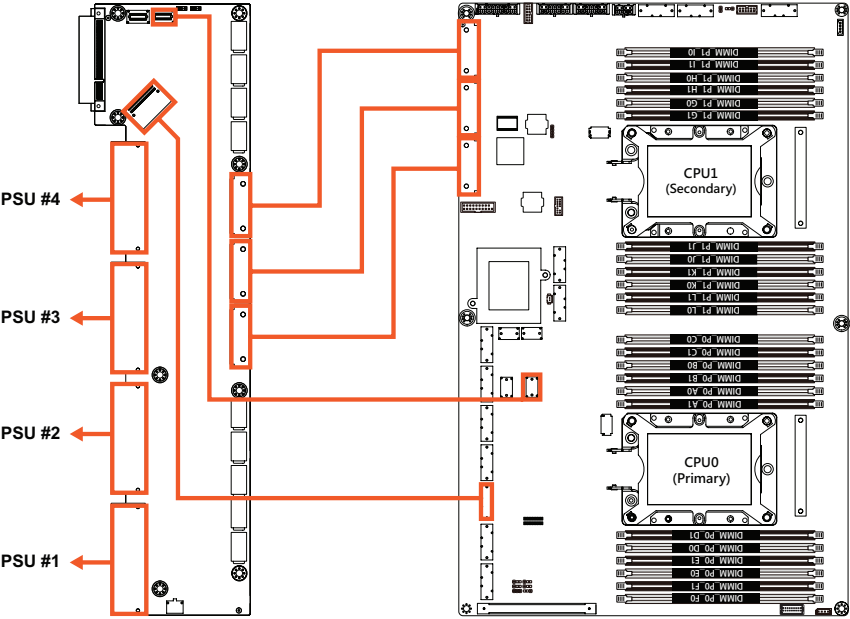 PSU #4
PSU #3
PSU #2
PSU #1
DIMM_P1_I0
DIMM_P1_I1
DIMM_P1_H0
DIMM_P1_H1
DIMM_P1_G0
DIMM_P1_G1
CPU1
(Secondary)
DIMM_P1_J1
DIMM_P1_J0
DIMM_P1_K1
DIMM_P1_K0
DIMM_P1_L1
DIMM_P1_L0
DIMM_P0_C0
DIMM_P0_C1
DIMM_P0_B0
DIMM_P0_B1
DIMM_P0_A0
DIMM_P0_A1
CPU0
(Primary)
DIMM_P0_D1
DIMM_P0_D0
DIMM_P0_E1
DIMM_P0_E0
DIMM_P0_F1
DIMM_P0_F0